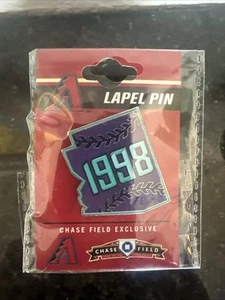 LAPEL PIN
1998
CHASE FIELD EXCLUSIVE
CHASE FIELD